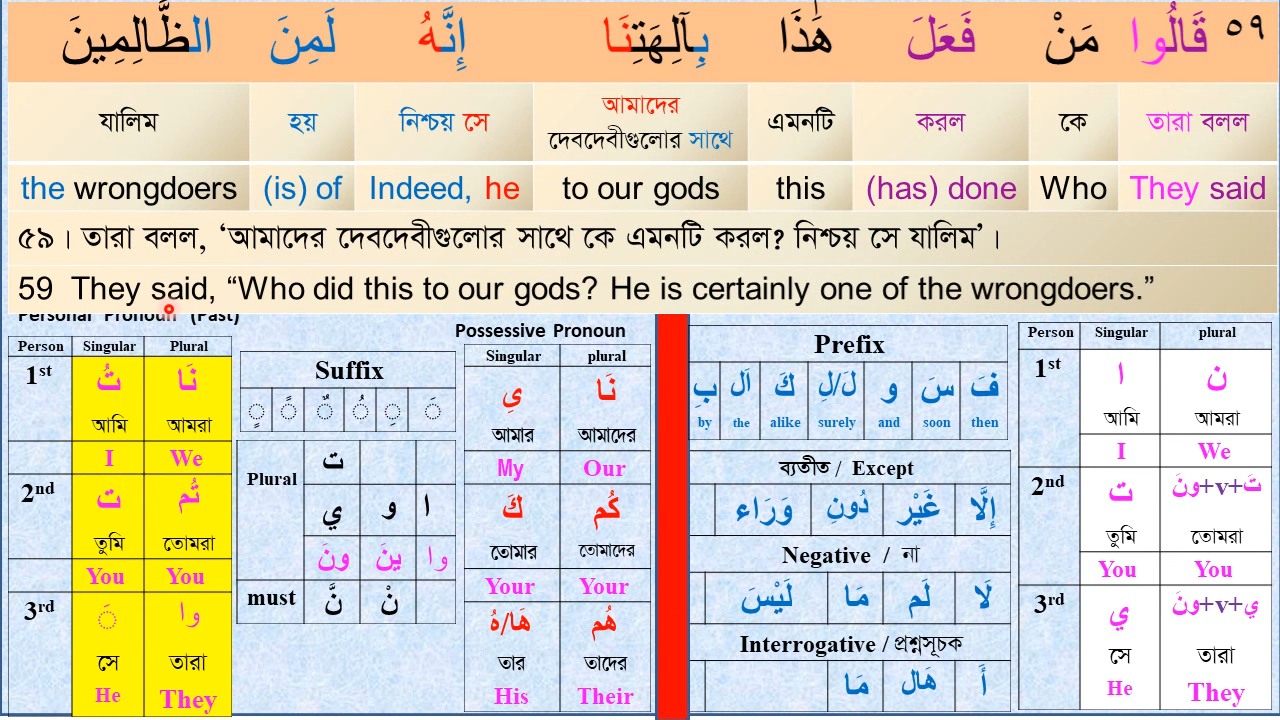 ٥٩ قَالُوا مَنْ فَعَلَ هَٰذَا بِآلِهَتِنَا إِنَّهُ لَمِنَ الظَّالِمِينَ
যালিম হয় নিশ্চয় সে আমাদের দেবদেবীগুলোর সাথে এমনটি করল কে তারা বলল
the wrongdoers (is) of Indeed, he to our gods this (has) done Who They said
৫৯। তারা বলল, ‘আমাদের দেবদেবীগুলোর সাথে কে এমনটি করল? নিশ্চয় সে যালিম’।
59 They said, “Who did this to our gods? He is certainly one of the wrongdoers.”
Personal Pronoun (Past)
Person Singular Plural
1st تُ نَا
আমি আমরা
I We
2nd ت تُم
তুমি তোমরা
You You
3rd َ وا
সে তারা
He They
Suffix
ٍ ً ٌ ُ ِ َ
Plural ت
ي و ا
ونَ ينَ وا
must نَّ نْ
Possessive Pronoun
Singular plural
يِ نَا
আমার আমাদের
My Our
كَ كُم
তোমার তোমাদের
Your Your
هَا/هُ هُم
তার তাদের
His Their
Prefix
بِ اَل كَ لَ/لِ و سَ فَ
by the alike surely and soon then
ব্যতীত / Except
وَرَاء دُونِ غَيْر إِلَّا
Negative / না
لَيْسَ مَا لَم لَا
Interrogative / প্রশ্নসূচক
مَا هَال أَ
Person Singular plural
1st ا ن
আমি আমরা
I We
2nd ت تَ+v+ونَ
তুমি তোমরা
You You
3rd ي ي+v+ونَ
সে তারা
He They